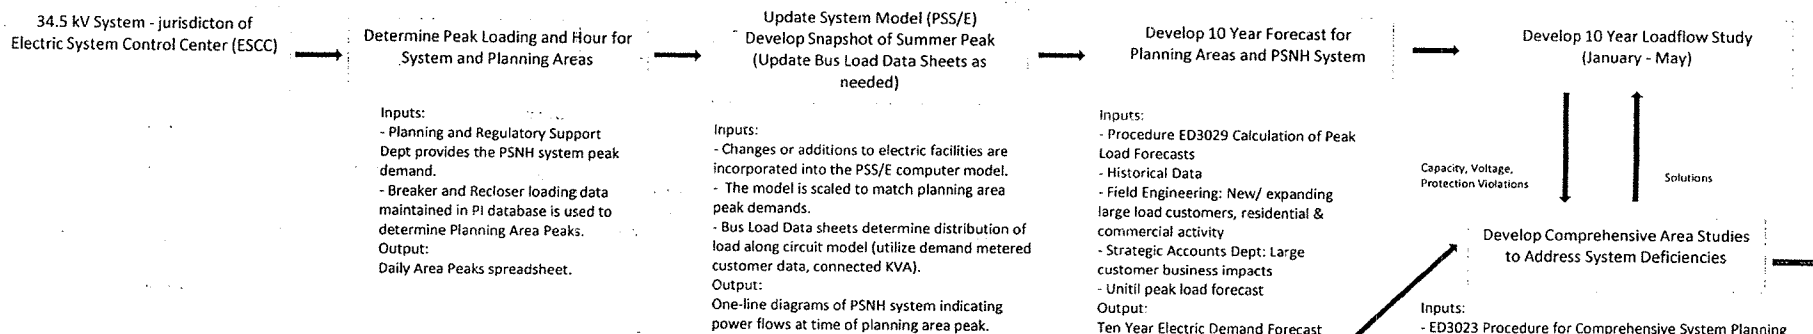 34.5 kV System - jurisdicton of
Electric System Control Center (ESCC)
Determine Peak Loading and Hour for
System and Planning Areas
Inputs:
- Planning and Regulatory Support
Dept provides the PSNH system peak
demand.
- Breaker and Recloser loading data
maintained in PI database is used to
determine Planning Area Peaks.
Output:
Daily Area Peaks spreadsheet.
Update System Model (PSS/E)
Develop Snapshot of Summer Peak
(Update Bus Load Data Sheets as
needed)
Inputs:
- Changes or additions to electric facilities are
incorporated into the PSS/E computer model.
- The model is scaled to match planning area
peak demands.
- Bus Load Data sheets determine distribution of
load along circuit model (utilize demand metered
customer data, connected KVA).
Output:
One-line diagrams of PSNH system indicating
power flows at time of planning area peak.
Develop 10 Year Forecast for
Planning Areas and PSNH System
Inputs:
- Procedure ED3029 Calculation of Peak
Load Forecasts
- Historical Data
- Field Engineering: New/ expanding
large load customers, residential &
commercial activity
- Strategic Accounts Dept: Large
customer business impacts
- Unitil peak load forecast
Output:
Ten Year Electric Demand Forecast
Develop 10 Year Loadflow Study
(January - May)
Capacity, Voltage,
Protection Violations
Solutions
Develop Comprehensive Area Studies
to Address System Deficiencies
Inputs:
- ED3023 Procedure for Comprehensive System Planning